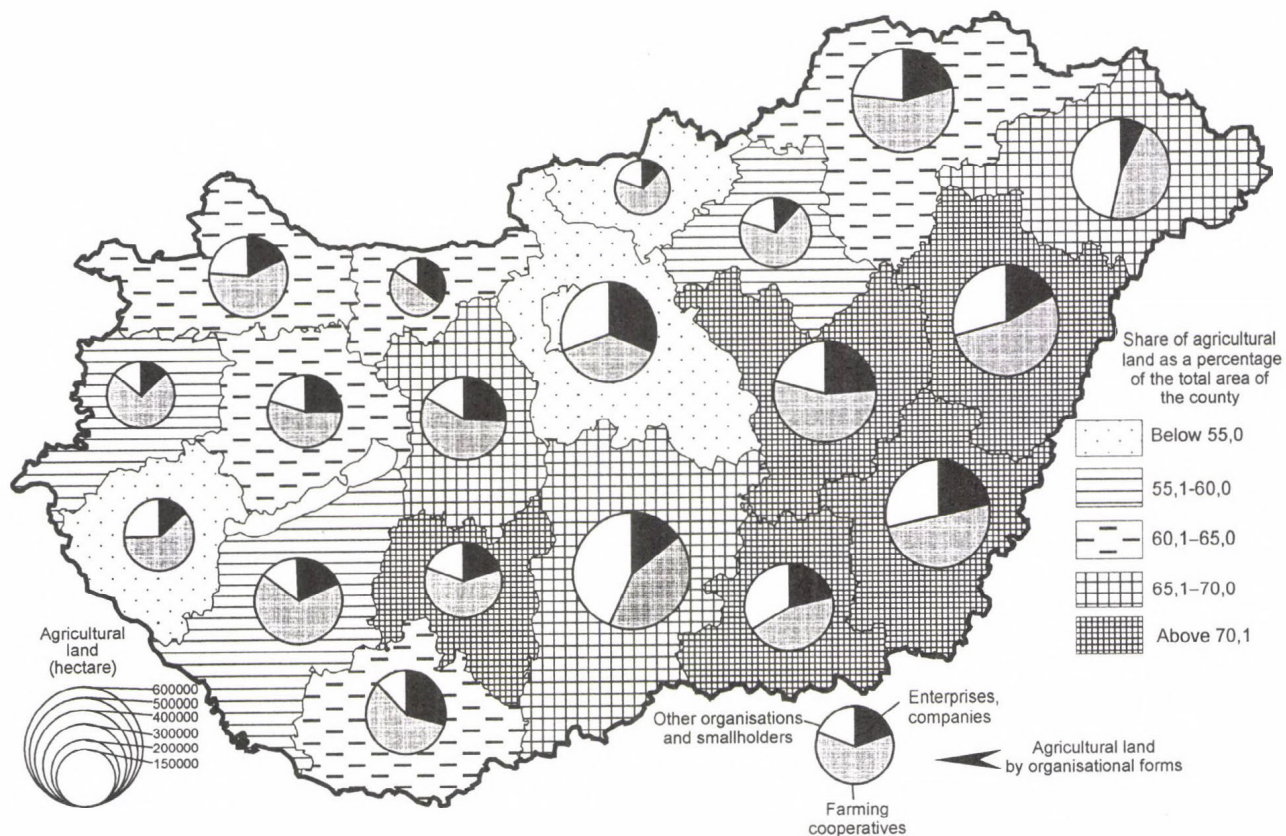 Share of agricultural
land as a percentage
of the total area of
the county
Below 55,0
55,1-60,0
60,1–65,0
65,1–70,0
Above 70,1
Agricultural
land
(hectare)
600000
500000
400000
300000
200000
150000
Other organisations
and smallholders
Enterprises,
companies
Farming
cooperatives
Agricultural land
by organisational forms